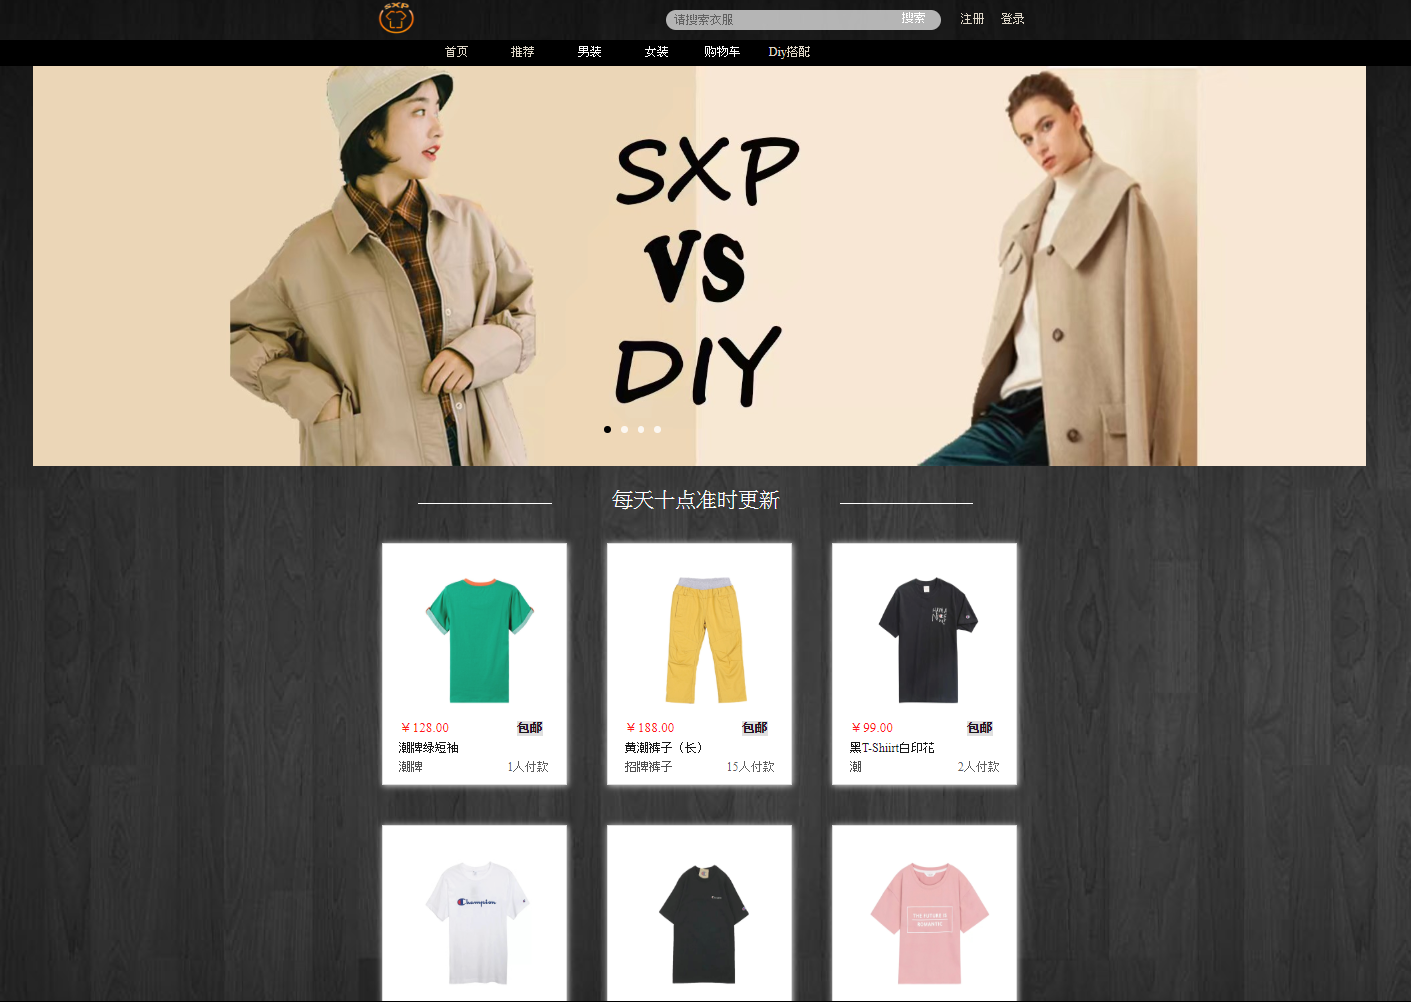 SXP
请搜索衣服 搜索 注册 登录
首页 推荐 男装 女装 购物车 Diy搭配
SXP
VS
DIY
每天十点准时更新
￥128.00 包邮
潮牌绿短袖
潮牌 1人付款
￥188.00 包邮
黄潮裤子（长）
招牌裤子 15人付款
￥99.00 包邮
黑T-Shiirt白印花
潮 2人付款
Champion
THE FUTURE IS
ROMANTIC